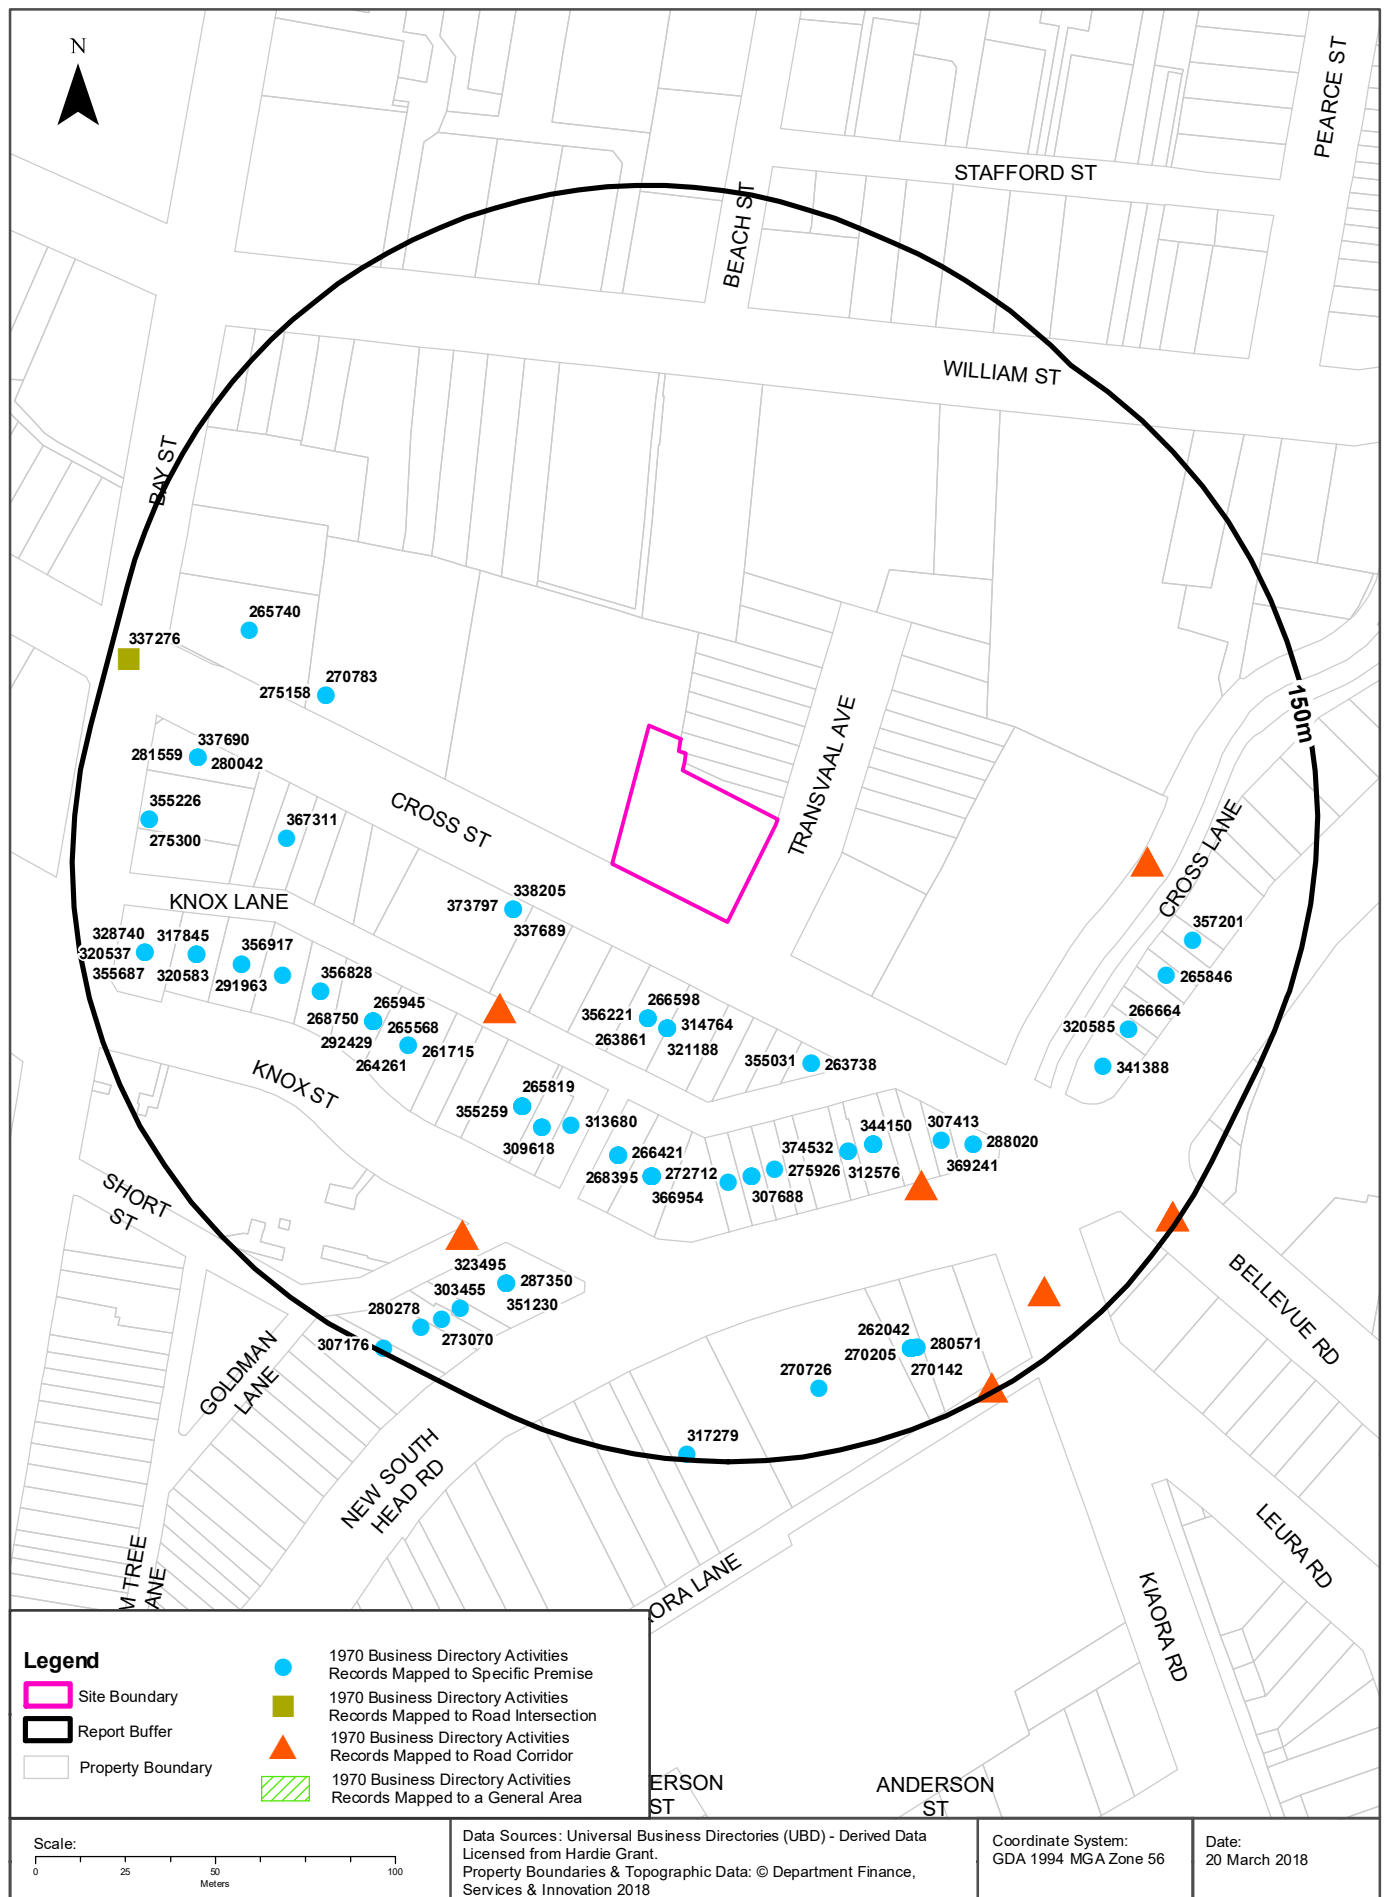 N
PEARCE ST
STAFFORD ST
BEACH ST
WILLIAM ST
BAY ST
265740
337276
270783
275158
150m
337690
281559
280042
TRANSVAAL AVE
355226
275300
367311
CROSS ST
CROSS LANE
KNOX LANE
338205
373797
337689
357201
328740
317845
320537
356917
355687
320583
291963
356828
265846
268750
265945
292429
265568
264261
261715
356221
266598
263861
314764
321188
266664
320585
355031
263738
341388
KNOX ST
265819
355259
309618
313680
266421
268395
272712
366954
307688
374532
275926
344150
312576
307413
288020
369241
SHORT
ST
323495
287350
303455
351230
280278
273070
307176
BELLEVUE RD
262042
280571
270205
270142
270726
GOLDMAN
LANE
317279
NEW SOUTH
HEAD RD
LEURA RD
M TREE
ANE
ORA LANE
KIAORA RD
ERSON
ST
ANDERSON
ST
Legend
Site Boundary
Report Buffer
Property Boundary
1970 Business Directory Activities
Records Mapped to Specific Premise
1970 Business Directory Activities
Records Mapped to Road Intersection
1970 Business Directory Activities
Records Mapped to Road Corridor
1970 Business Directory Activities
Records Mapped to a General Area
Scale:
0 25 50 100
Meters
Data Sources: Universal Business Directories (UBD) - Derived Data
Licensed from Hardie Grant.
Property Boundaries & Topographic Data: © Department Finance,
Services & Innovation 2018
Coordinate System:
GDA 1994 MGA Zone 56
Date:
20 March 2018